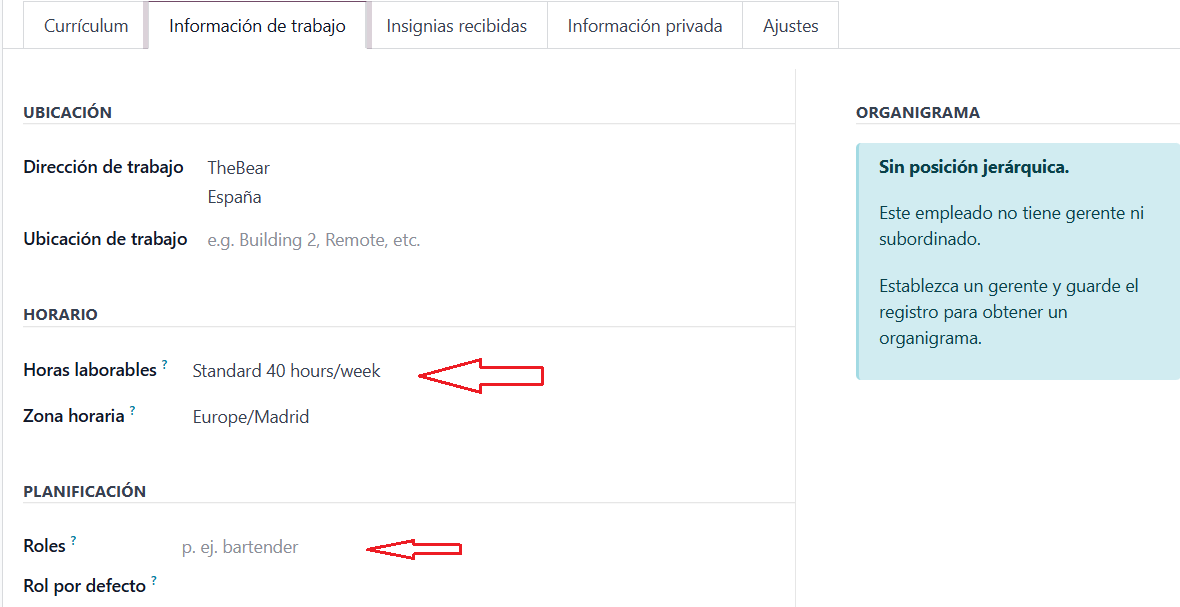 Currículum
Información de trabajo
Insignias recibidas
Información privada
Ajustes
UBICACIÓN
Dirección de trabajo TheBear
España
Ubicación de trabajo e.g. Building 2, Remote, etc.
HORARIO
Horas laborables ? Standard 40 hours/week
Zona horaria ? Europe/Madrid
PLANIFICACIÓN
Roles ? p. ej. bartender
Rol por defecto ?
ORGANIGRAMA
Sin posición jerárquica.
Este empleado no tiene gerente ni
subordinado.
Establezca un gerente y guarde el
registro para obtener un
organigrama.